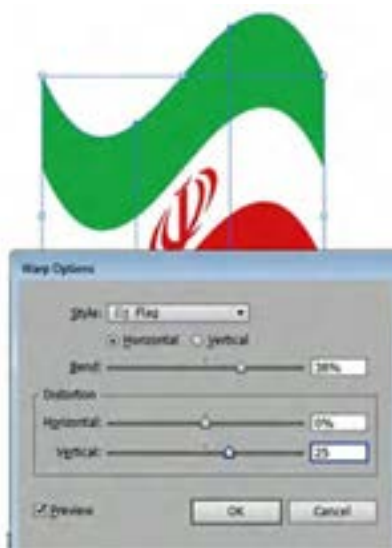 Warp Options
Style: Flag
Horizontal Vertical
Bend: 38%
Distortion
Horizontal: 0%
Vertical: 25
Preview OK Cancel